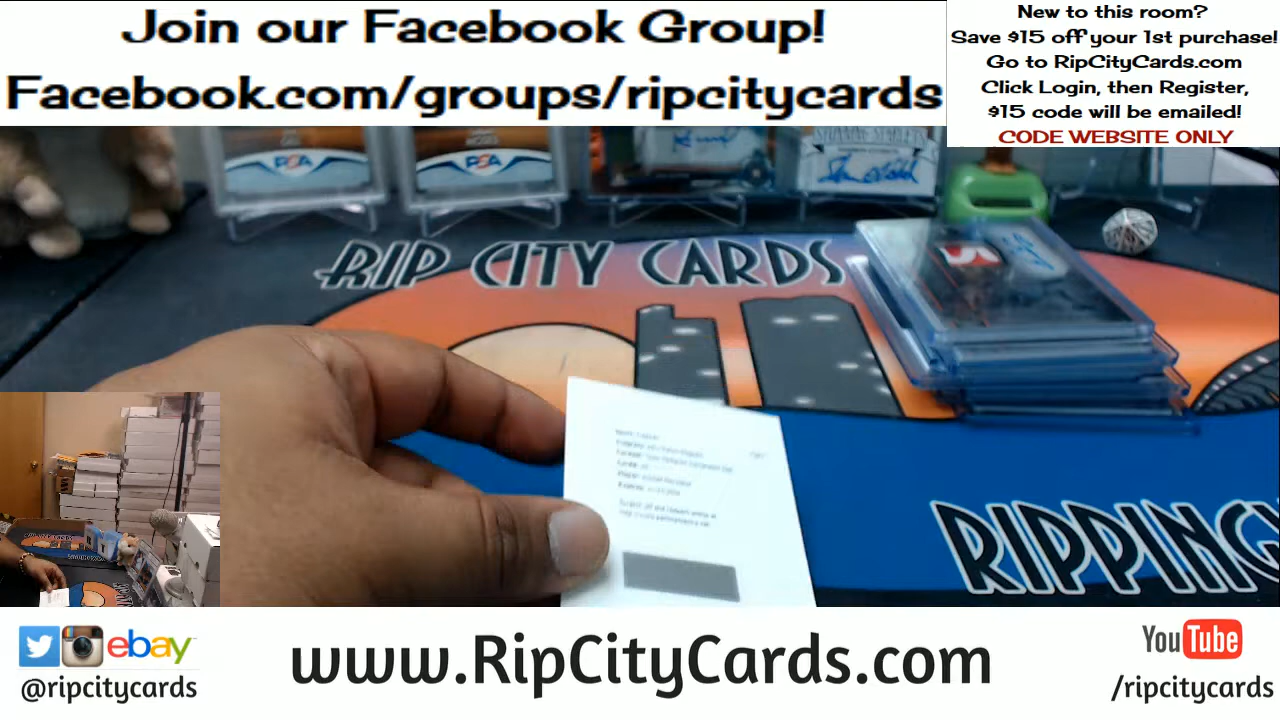 Join our Facebook Group!
Facebook.com/groups/ripcitycards
New to this room?
Save $15 off your 1st purchase!
Go to RipCityCards.com
Click Login, then Register,
$15 code will be emailed!
CODE WEBSITE ONLY
PSA
PSA
RIP CITY CARDS
RIPPING
ebay
@ripcitycards
www.RipCityCards.com
YouTube
/ripcitycards